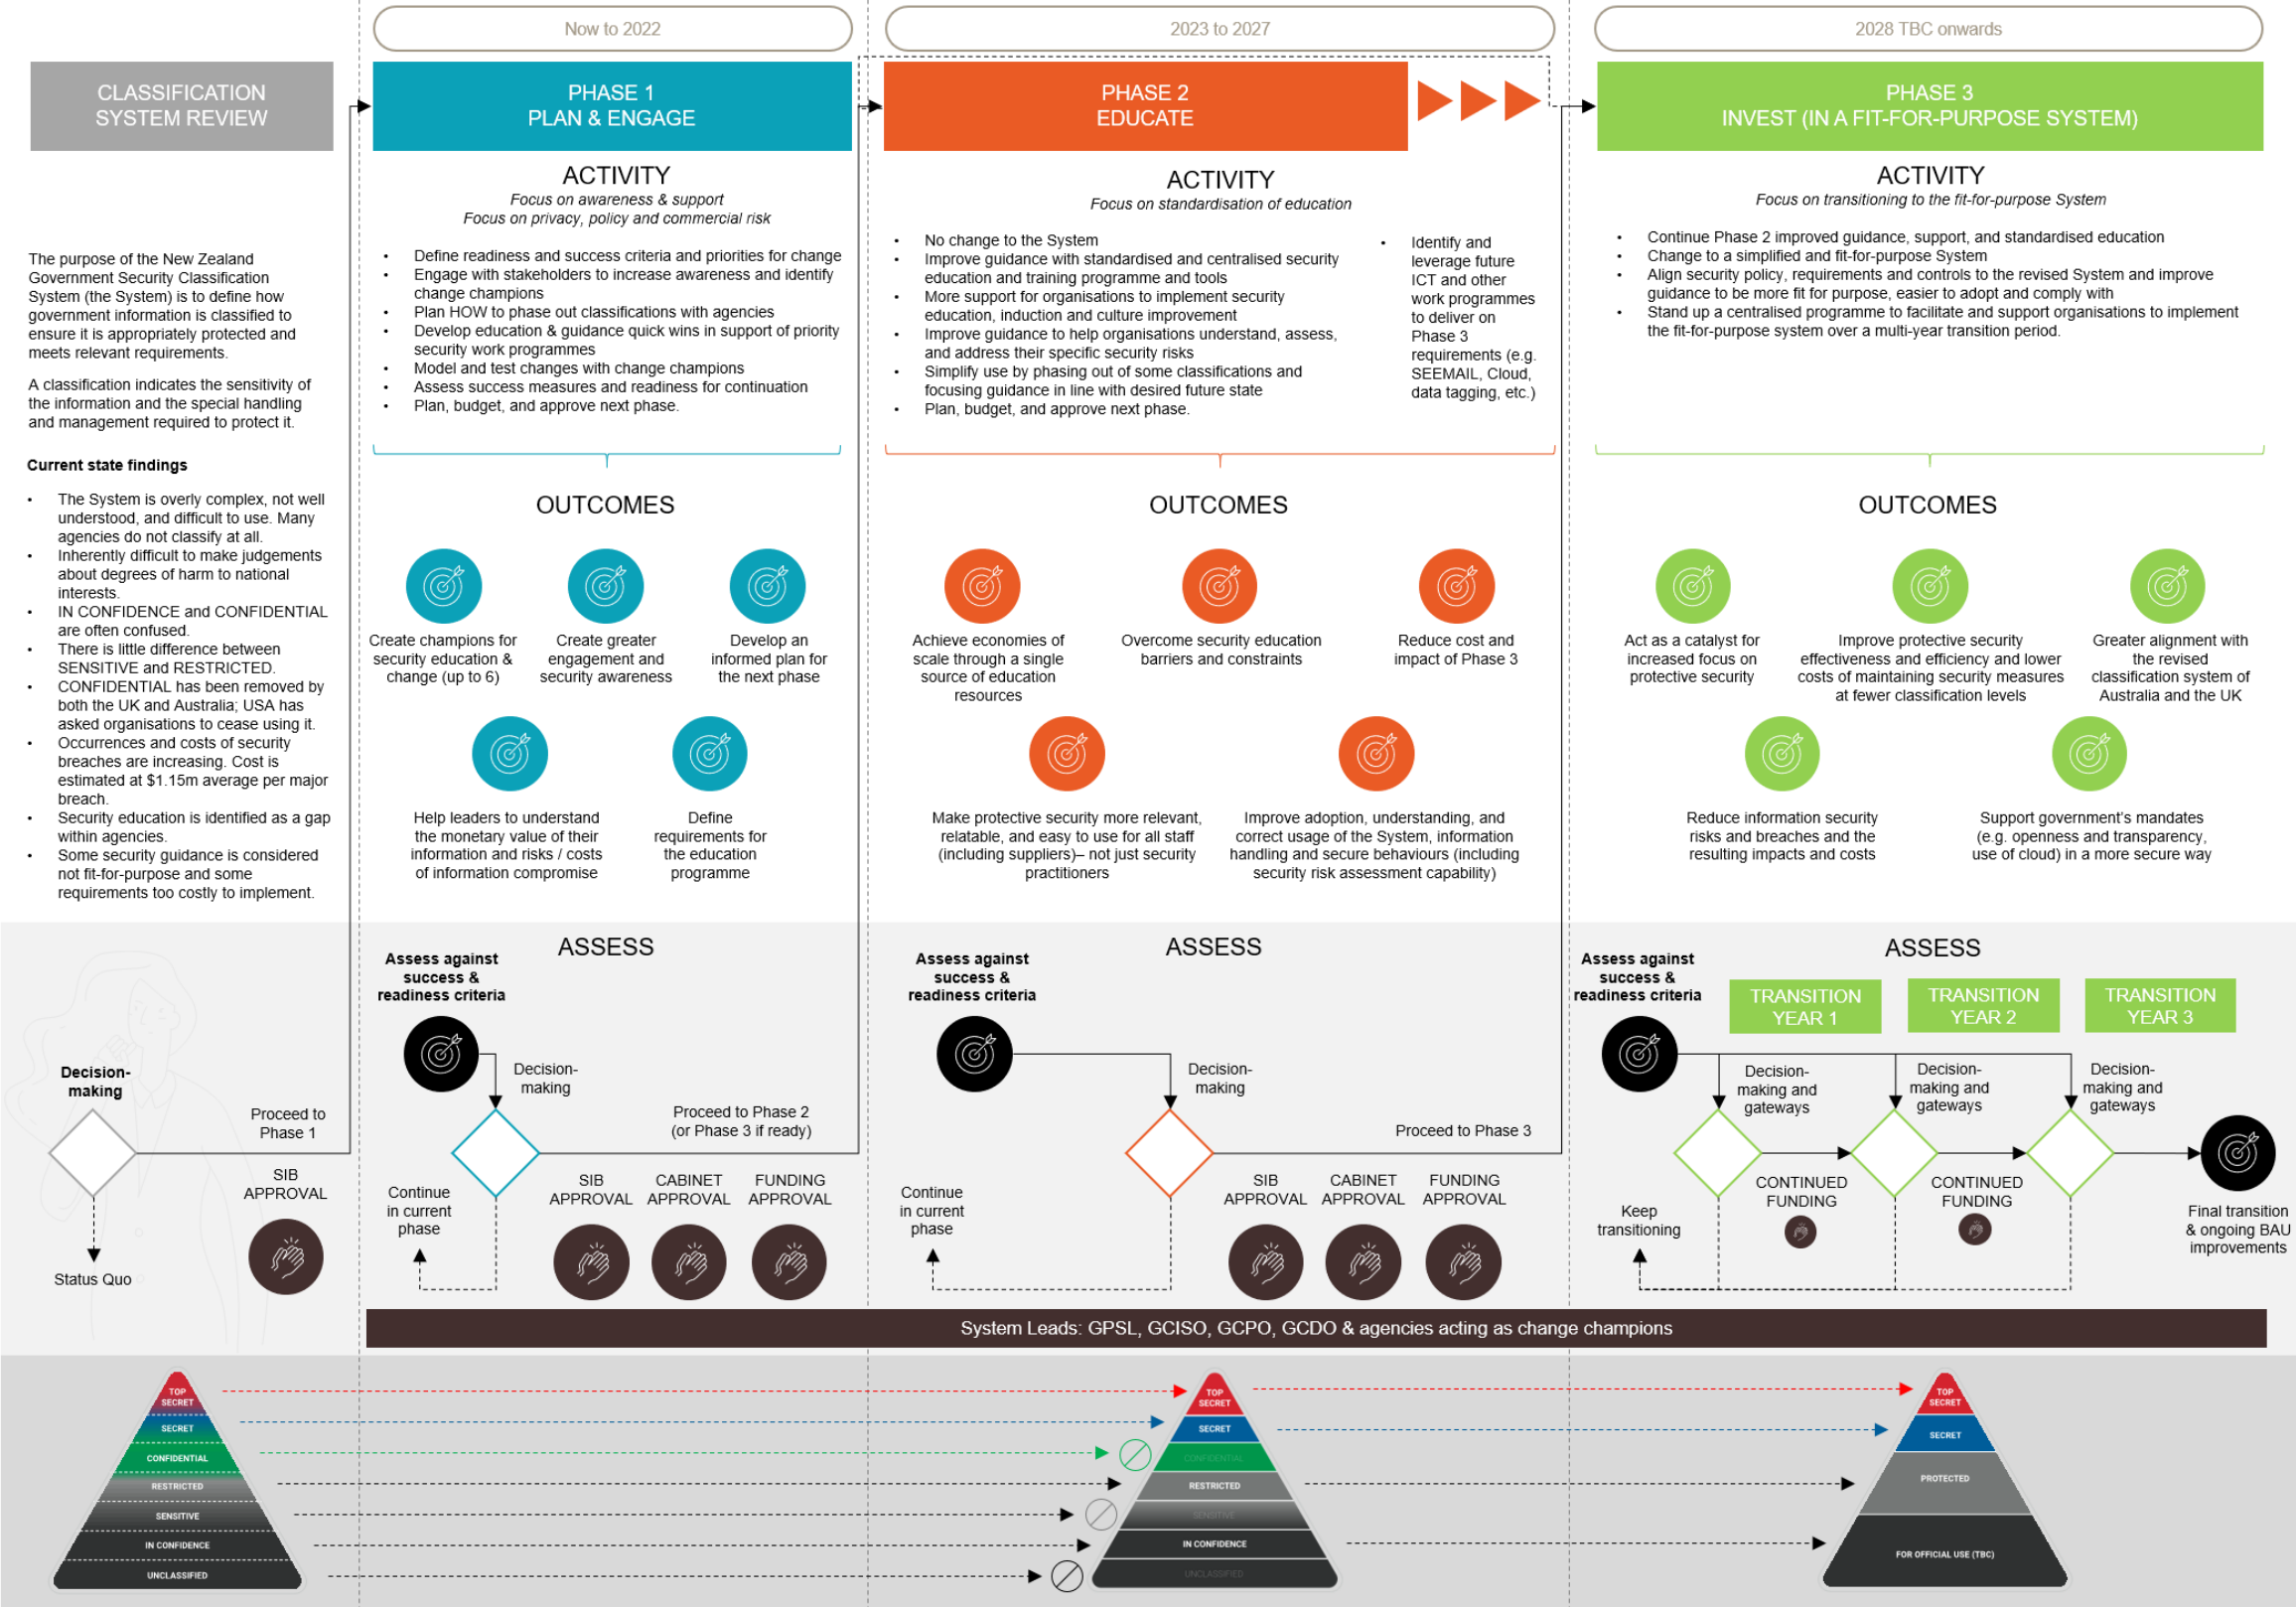 Now to 2022
2023 to 2027
2028 TBC onwards
CLASSIFICATION
SYSTEM REVIEW
The purpose of the New Zealand
Government Security Classification
System (the System) is to define how
government information is classified to
ensure it is appropriately protected and
meets relevant requirements.
A classification indicates the sensitivity of
the information and the special handling
and management required to protect it.
Current state findings
• The System is overly complex, not well
understood, and difficult to use. Many
agencies do not classify at all.
• Inherently difficult to make judgements
about degrees of harm to national
interests.
• IN CONFIDENCE and CONFIDENTIAL
are often confused.
• There is little difference between
SENSITIVE and RESTRICTED.
• CONFIDENTIAL has been removed by
both the UK and Australia; USA has
asked organisations to cease using it.
• Occurrences and costs of security
breaches are increasing. Cost is
estimated at $1.15m average per major
breach.
• Security education is identified as a gap
within agencies.
• Some security guidance is considered
not fit-for-purpose and some
requirements too costly to implement.
Decision-
making
Proceed to
Phase 1
SIB
APPROVAL
Status Quo
PHASE 1
PLAN & ENGAGE
ACTIVITY
Focus on awareness & support
Focus on privacy, policy and commercial risk
• Define readiness and success criteria and priorities for change
• Engage with stakeholders to increase awareness and identify
change champions
• Plan HOW to phase out classifications with agencies
• Develop education & guidance quick wins in support of priority
security work programmes
• Model and test changes with change champions
• Assess success measures and readiness for continuation
• Plan, budget, and approve next phase.
OUTCOMES
Create champions for
security education &
change (up to 6)
Create greater
engagement and
security awareness
Develop an
informed plan for
the next phase
Help leaders to understand
the monetary value of their
information and risks / costs
of information compromise
Define
requirements for
the education
programme
ASSESS
Assess against
success &
readiness criteria
Decision-
making
Proceed to Phase 2
(or Phase 3 if ready)
Continue
in current
phase
SIB
APPROVAL
CABINET
APPROVAL
FUNDING
APPROVAL
PHASE 2
EDUCATE
ACTIVITY
Focus on standardisation of education
• No change to the System
• Improve guidance with standardised and centralised security
education and training programme and tools
• More support for organisations to implement security
education, induction and culture improvement
• Improve guidance to help organisations understand, assess,
and address their specific security risks
• Simplify use by phasing out of some classifications and
focusing guidance in line with desired future state
• Plan, budget, and approve next phase.
• Identify and
leverage future
ICT and other
work programmes
to deliver on
Phase 3
requirements (e.g.
SEEMAIL, Cloud,
data tagging, etc.)
OUTCOMES
Achieve economies of
scale through a single
source of education
resources
Overcome security education
barriers and constraints
Reduce cost and
impact of Phase 3
Make protective security more relevant,
relatable, and easy to use for all staff
(including suppliers)– not just security
practitioners
Improve adoption, understanding, and
correct usage of the System, information
handling and secure behaviours (including
security risk assessment capability)
ASSESS
Assess against
success &
readiness criteria
Decision-
making
Proceed to Phase 3
Continue
in current
phase
SIB
APPROVAL
CABINET
APPROVAL
FUNDING
APPROVAL
PHASE 3
INVEST (IN A FIT-FOR-PURPOSE SYSTEM)
ACTIVITY
Focus on transitioning to the fit-for-purpose System
• Continue Phase 2 improved guidance, support, and standardised education
• Change to a simplified and fit-for-purpose System
• Align security policy, requirements and controls to the revised System and improve
guidance to be more fit for purpose, easier to adopt and comply with
• Stand up a centralised programme to facilitate and support organisations to implement
the fit-for-purpose system over a multi-year transition period.
OUTCOMES
Act as a catalyst for
increased focus on
protective security
Improve protective security
effectiveness and efficiency and lower
costs of maintaining security measures
at fewer classification levels
Greater alignment with
the revised
classification system of
Australia and the UK
Reduce information security
risks and breaches and the
resulting impacts and costs
Support government's mandates
(e.g. openness and transparency,
use of cloud) in a more secure way
ASSESS
Assess against
success &
readiness criteria
TRANSITION
YEAR 1
TRANSITION
YEAR 2
TRANSITION
YEAR 3
Decision-
making and
gateways
Decision-
making and
gateways
Decision-
making and
gateways
CONTINUED
FUNDING
CONTINUED
FUNDING
Keep
transitioning
Final transition
& ongoing BAU
improvements
System Leads: GPSL, GCISO, GCPO, GCDO & agencies acting as change champions
TOP
SECRET
SECRET
CONFIDENTIAL
RESTRICTED
SENSITIVE
IN CONFIDENCE
UNCLASSIFIED
TOP
SECRET
SECRET
CONFIDENTIAL
RESTRICTED
SENSITIVE
IN CONFIDENCE
UNCLASSIFIED
TOP
SECRET
SECRET
PROTECTED
FOR OFFICIAL USE (TBC)